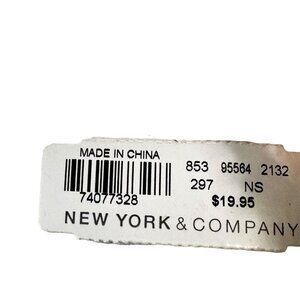 MADE IN CHINA
853 95564 2132
297 NS
74077328
$19.95
NEW YORK & COMPANY